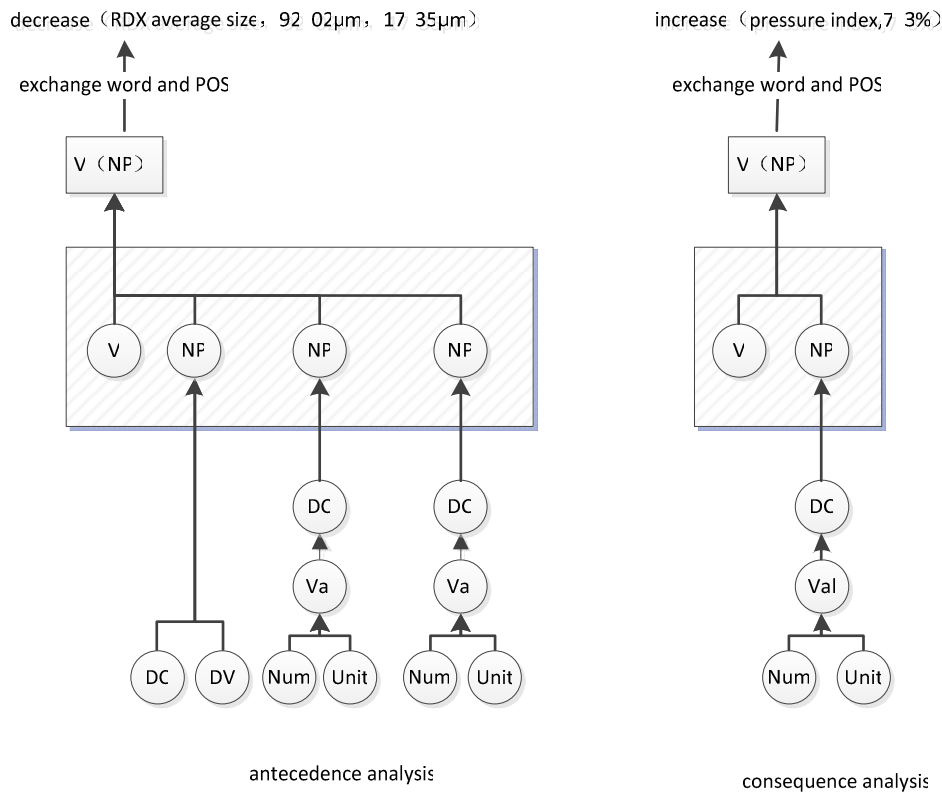 decrease（RDX average size， 92 02µm， 17 35µm）
increase（pressure index,7 3%）
exchange word and POS
exchange word and POS
V（NP）
V（NP）
V
NP
NP
NP
V
NP
DC
DC
DC
Va
Va
Val
DC
DV
Num
Unit
Num
Unit
Num
Unit
antecedence analysis
consequence analysis